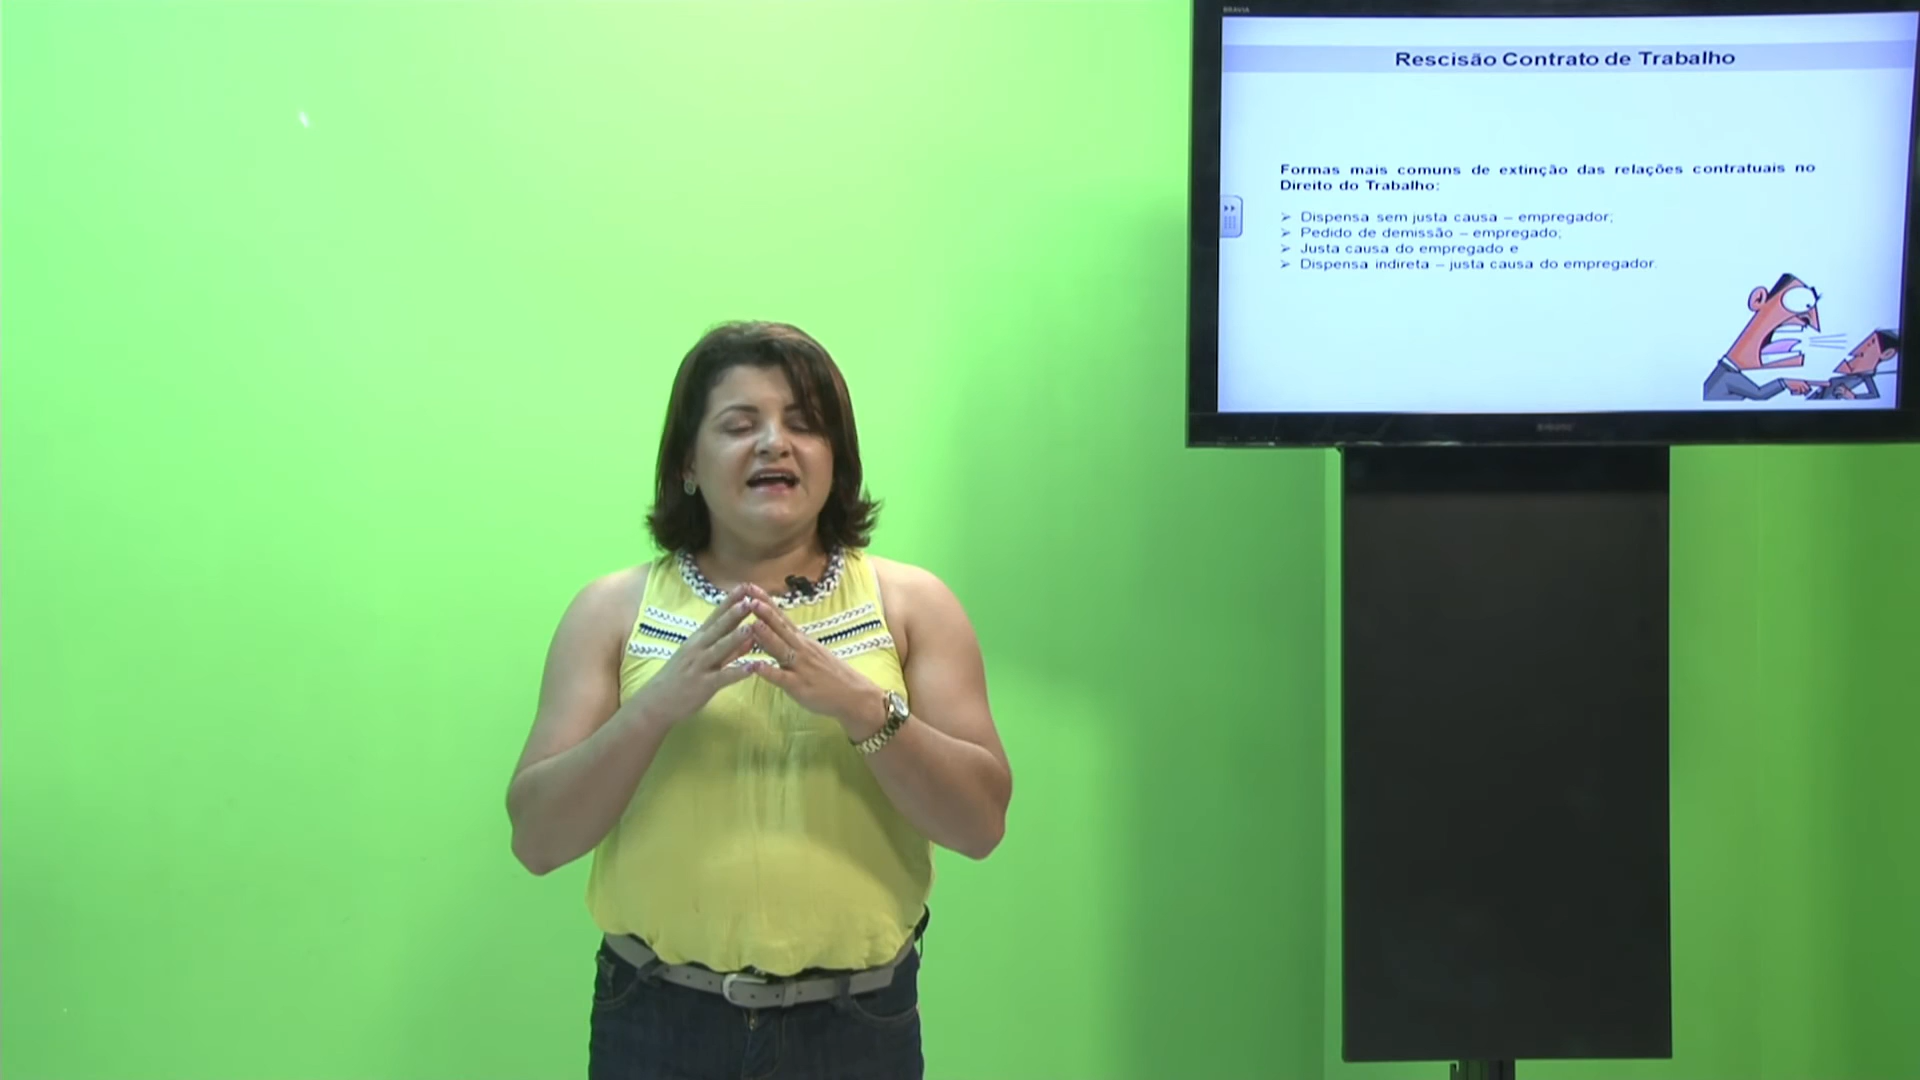 BRAVIA
Rescisão Contrato de Trabalho
Formas mais comuns de extinção das relações contratuais no
Direito do Trabalho:
➢ Dispensa sem justa causa – empregador;
➢ Pedido de demissão – empregado;
➢ Justa causa do empregado e
➢ Dispensa indireta – justa causa do empregador.